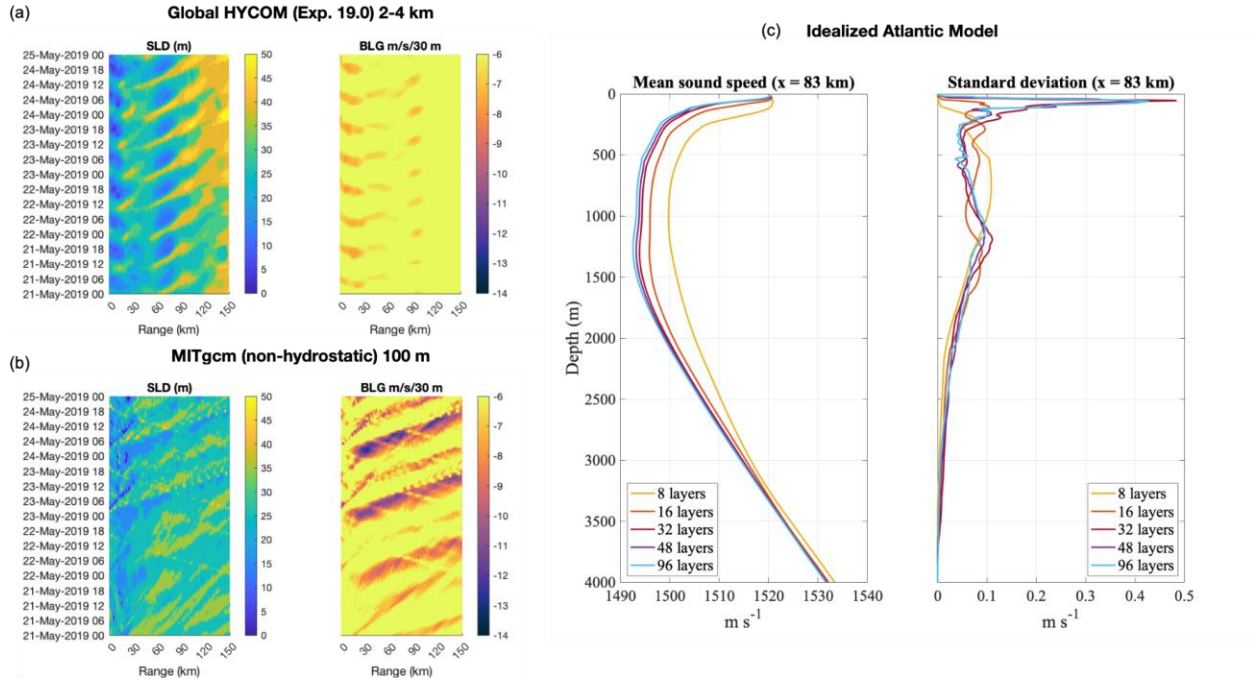 (a)
Global HYCOM (Exp. 19.0) 2-4 km
SLD (m)
BLG m/s/30 m
25-May-2019 00
24-May-2019 18
24-May-2019 12
24-May-2019 06
24-May-2019 00
23-May-2019 18
23-May-2019 12
23-May-2019 06
23-May-2019 00
22-May-2019 18
22-May-2019 12
22-May-2019 06
22-May-2019 00
21-May-2019 18
21-May-2019 12
21-May-2019 06
21-May-2019 00
50
45
40
35
30
25
20
15
10
5
0
-6
-7
-8
-9
-10
-11
-12
-13
-14
0 30 60 90 120 150
0 30 60 90 120 150
Range (km)
Range (km)
(b)
MITgcm (non-hydrostatic) 100 m
SLD (m)
BLG m/s/30 m
25-May-2019 00
24-May-2019 18
24-May-2019 12
24-May-2019 06
24-May-2019 00
23-May-2019 18
23-May-2019 12
23-May-2019 06
23-May-2019 00
22-May-2019 18
22-May-2019 12
22-May-2019 06
22-May-2019 00
21-May-2019 18
21-May-2019 12
21-May-2019 06
21-May-2019 00
50
45
40
35
30
25
20
15
10
5
0
-6
-7
-8
-9
-10
-11
-12
-13
-14
0 30 60 90 120 150
0 30 60 90 120 150
Range (km)
Range (km)
(c)
Idealized Atlantic Model
Mean sound speed (x = 83 km)
Standard deviation (x = 83 km)
0
500
1000
1500
2000
2500
3000
3500
4000
Depth (m)
8 layers
16 layers
32 layers
48 layers
96 layers
8 layers
16 layers
32 layers
48 layers
96 layers
1490 1500 1510 1520 1530 1540
0 0.1 0.2 0.3 0.4 0.5
m s⁻¹
m s⁻¹